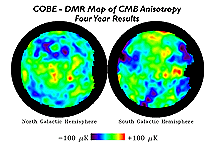 COBE - DMR Map of CMB Anisotropy
Four Year Results
North Galactic Hemisphere
South Galactic Hemisphere
-100 μK
+100 μK